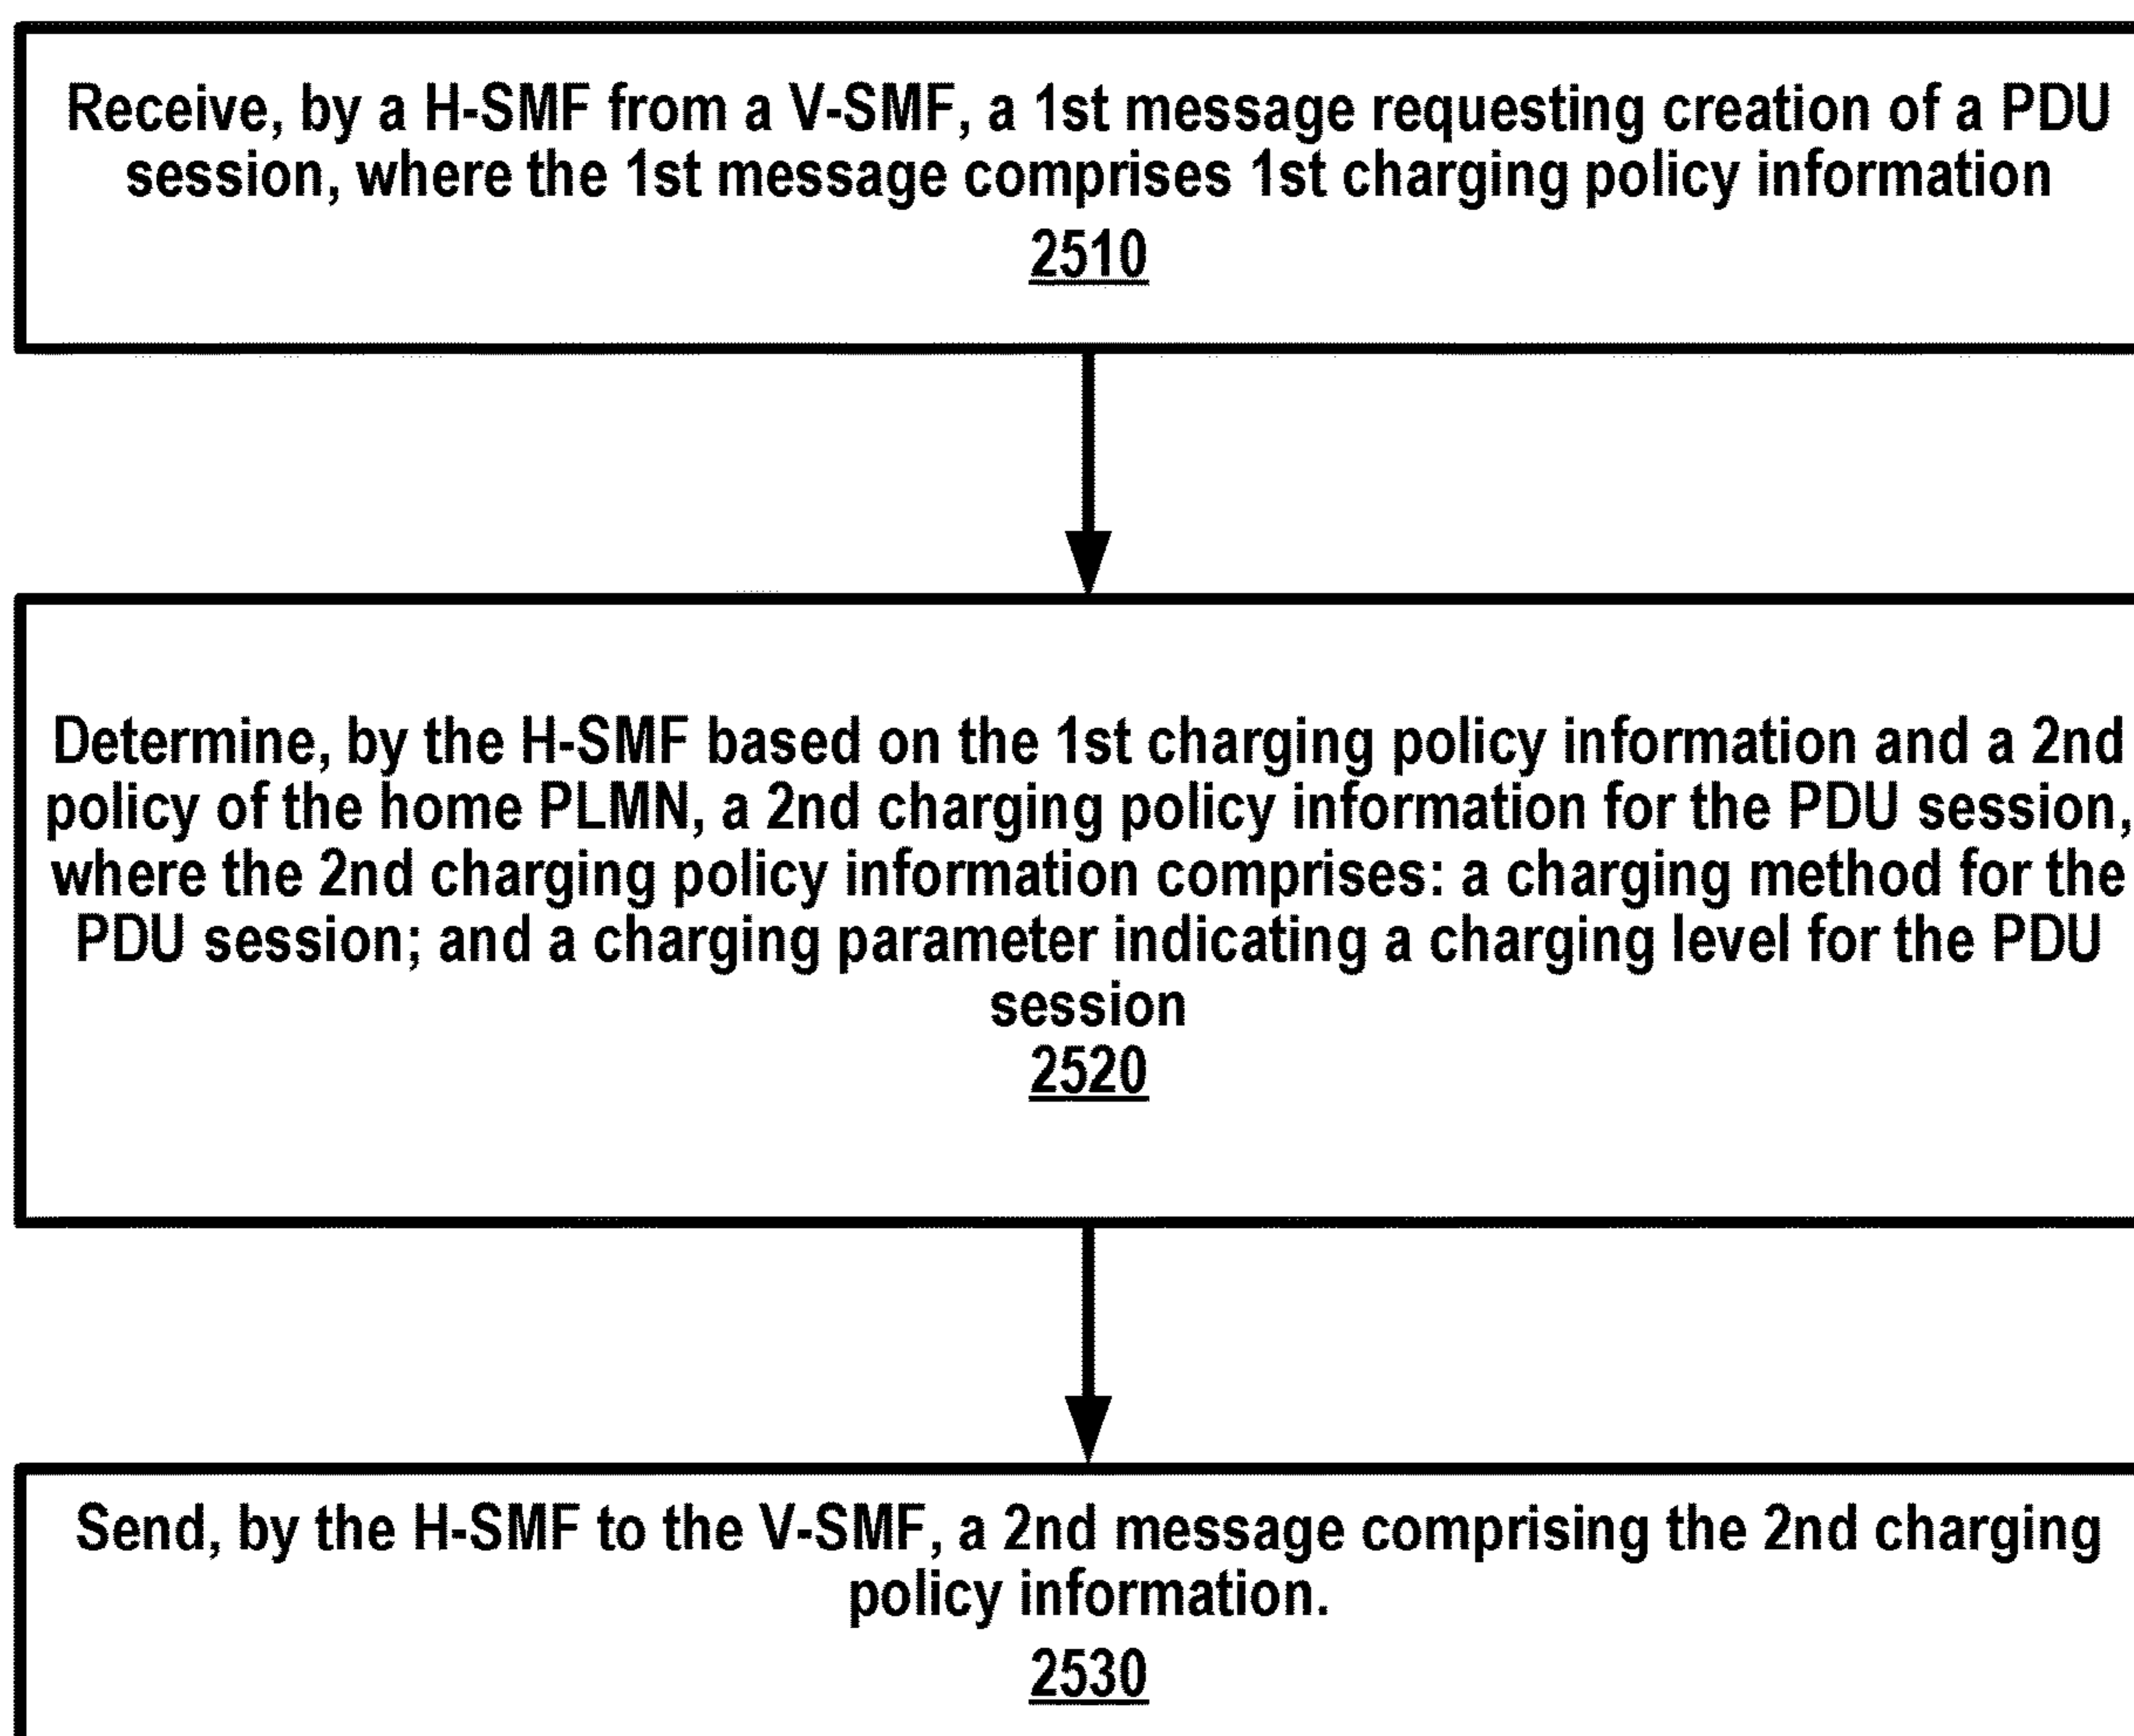 Receive, by a H-SMF from a V-SMF, a 1st message requesting creation of a PDU
session, where the 1st message comprises 1st charging policy information
2510
Determine, by the H-SMF based on the 1st charging policy information and a 2nd
policy of the home PLMN, a 2nd charging policy information for the PDU session,
where the 2nd charging policy information comprises: a charging method for the
PDU session; and a charging parameter indicating a charging level for the PDU
session
2520
Send, by the H-SMF to the V-SMF, a 2nd message comprising the 2nd charging
policy information.
2530